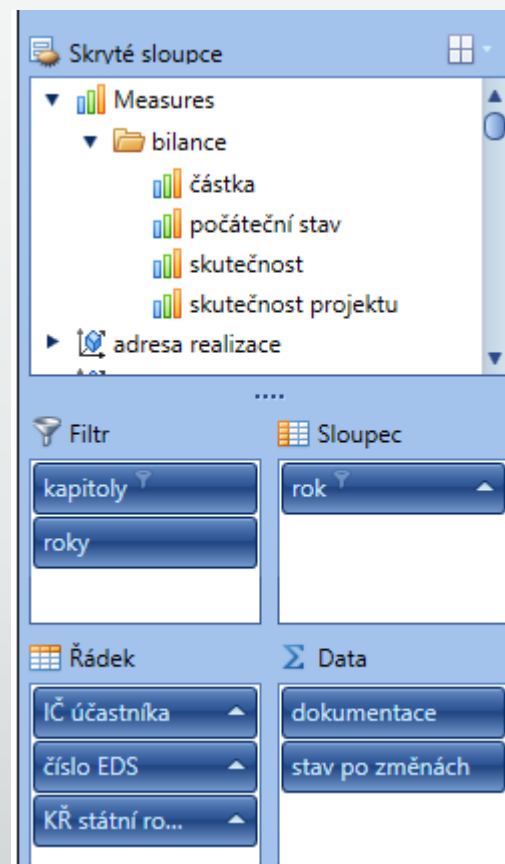 Skryté sloupce
Measures
bilance
částka
počáteční stav
skutečnost
skutečnost projektu
adresa realizace
Filtr
Sloupec
kapitoly
rok
roky
Řádek
Data
IČ účastníka
dokumentace
číslo EDS
stav po změnách
KŘ státní ro...